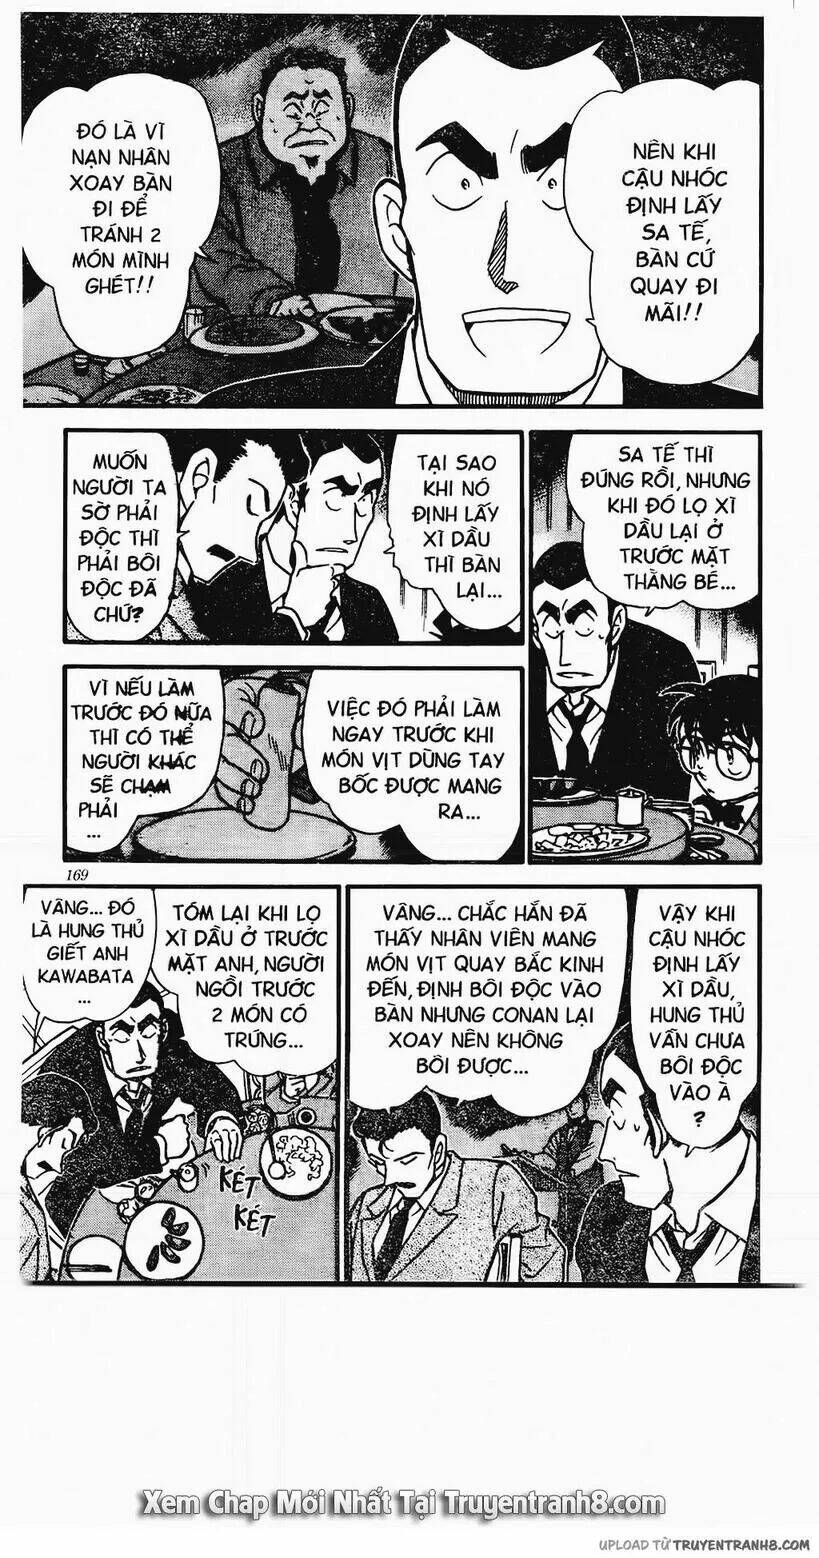 NÊN KHI
CẬU NHÓC
ĐỊNH LẤY
SA TẾ,
BÀN CỨ
QUAY ĐI
MÃI!!
ĐÓ LÀ VÌ
NẠN NHÂN
XOAY BÀN
ĐI ĐỂ
TRÁNH 2
MÓN MÌNH
GHÉT!!
SA TẾ THÌ
ĐÚNG RỒI, NHƯNG
KHI ĐÓ LỌ XÌ
DẦU LẠI Ở
TRƯỚC MẶT
THẰNG BÉ...
TẠI SAO
KHI NÓ
ĐỊNH LẤY
XÌ DẦU
THÌ BÀN
LẠI...
MUỐN
NGƯỜI TA
SỜ PHẢI
ĐỘC THÌ
PHẢI BÔI
ĐỘC ĐÃ
CHỨ?
VIỆC ĐÓ PHẢI LÀM
NGAY TRƯỚC KHI
MÓN VỊT DÙNG TAY
BỐC ĐƯỢC MANG
RA...
VÌ NẾU LÀM
TRƯỚC ĐÓ NỮA
THÌ CÓ THỂ
NGƯỜI KHÁC
SẼ CHẠM
PHẢI
...
169
VẬY KHI
CẬU NHÓC
ĐỊNH LẤY
XÌ DẦU,
HUNG THỦ
VẪN CHƯA
BÔI ĐỘC
VÀO À
?
VÂNG... CHẮC HẲN ĐÃ
THẤY NHÂN VIÊN MANG
MÓN VỊT QUAY BẮC KINH
ĐẾN, ĐỊNH BÔI ĐỘC VÀO
BÀN NHƯNG CONAN LẠI
XOAY NÊN KHÔNG
BÔI ĐƯỢC...
TÓM LẠI KHI LỌ
XÌ DẦU Ở TRƯỚC
MẶT ANH, NGƯỜI
NGỒI TRƯỚC
2 MÓN CÓ
TRỨNG...
VÂNG... ĐÓ
LÀ HUNG THỦ
GIẾT ANH
KAWABATA
...
KÉT
KÉT
Xem Chap Mới Nhất Tại Truyentranh8.com
UPLOAD TỪ TRUYENTRANH8.COM